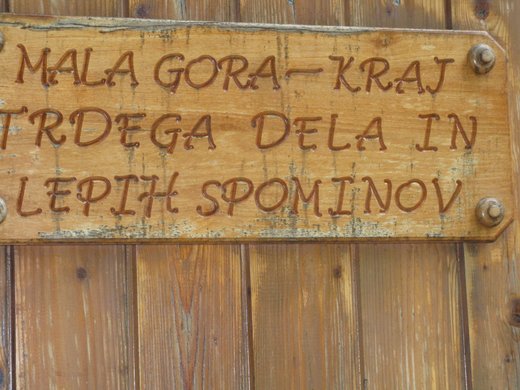 MALA GORA - KRAJ
TRDEGA DELA IN
LEPIH SPOMINOV